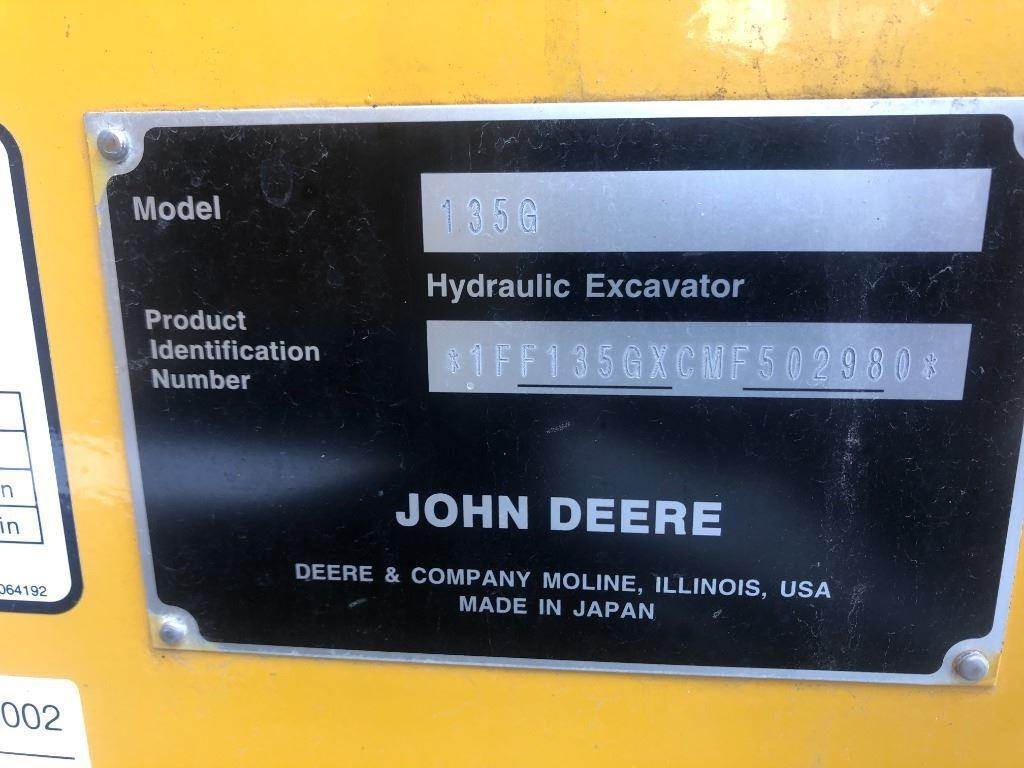 Model
135G
Hydraulic Excavator
Product
Identification
Number
*1FF135GXCMF502980*
JOHN DEERE
DEERE & COMPANY MOLINE, ILLINOIS, USA
MADE IN JAPAN
n
in
064192
002